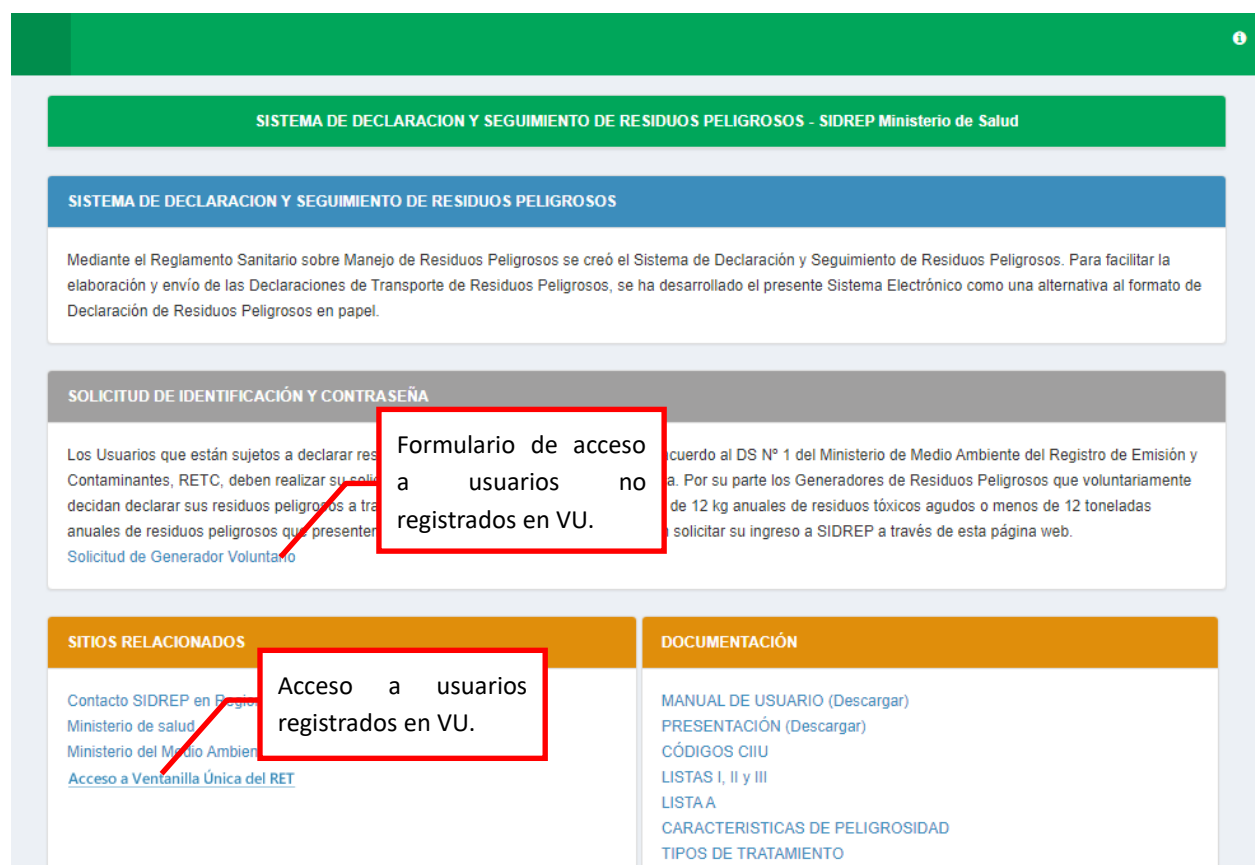 SISTEMA DE DECLARACION Y SEGUIMIENTO DE RESIDUOS PELIGROSOS - SIDREP Ministerio de Salud
SISTEMA DE DECLARACION Y SEGUIMIENTO DE RESIDUOS PELIGROSOS
Mediante el Reglamento Sanitario sobre Manejo de Residuos Peligrosos se creó el Sistema de Declaración y Seguimiento de Residuos Peligrosos. Para facilitar la
elaboración y envío de las Declaraciones de Transporte de Residuos Peligrosos, se ha desarrollado el presente Sistema Electrónico como una alternativa al formato de
Declaración de Residuos Peligrosos en papel.
SOLICITUD DE IDENTIFICACIÓN Y CONTRASEÑA
Los Usuarios que están sujetos a declarar acuerdo al DS Nº 1 del Ministerio de Medio Ambiente del Registro de Emisión y
Contaminantes, RETC, deben realizar su Por su parte los Generadores de Residuos Peligrosos que voluntariamente
decidan declarar sus residuos peligrosos a de 12 kg anuales de residuos tóxicos agudos o menos de 12 toneladas
anuales de residuos peligrosos que solicitar su ingreso a SIDREP a través de esta página web.
Solicitud de Generador Voluntario
Formulario de acceso
a usuarios no
registrados en VU.
SITIOS RELACIONADOS
Contacto SIDREP en
Ministerio de salud
Ministerio del Medio
Acceso a Ventanilla Única del RET
Acceso a usuarios
registrados en VU.
DOCUMENTACIÓN
MANUAL DE USUARIO (Descargar)
PRESENTACIÓN (Descargar)
CÓDIGOS CIIU
LISTAS I, II y III
LISTA A
CARACTERISTICAS DE PELIGROSIDAD
TIPOS DE TRATAMIENTO